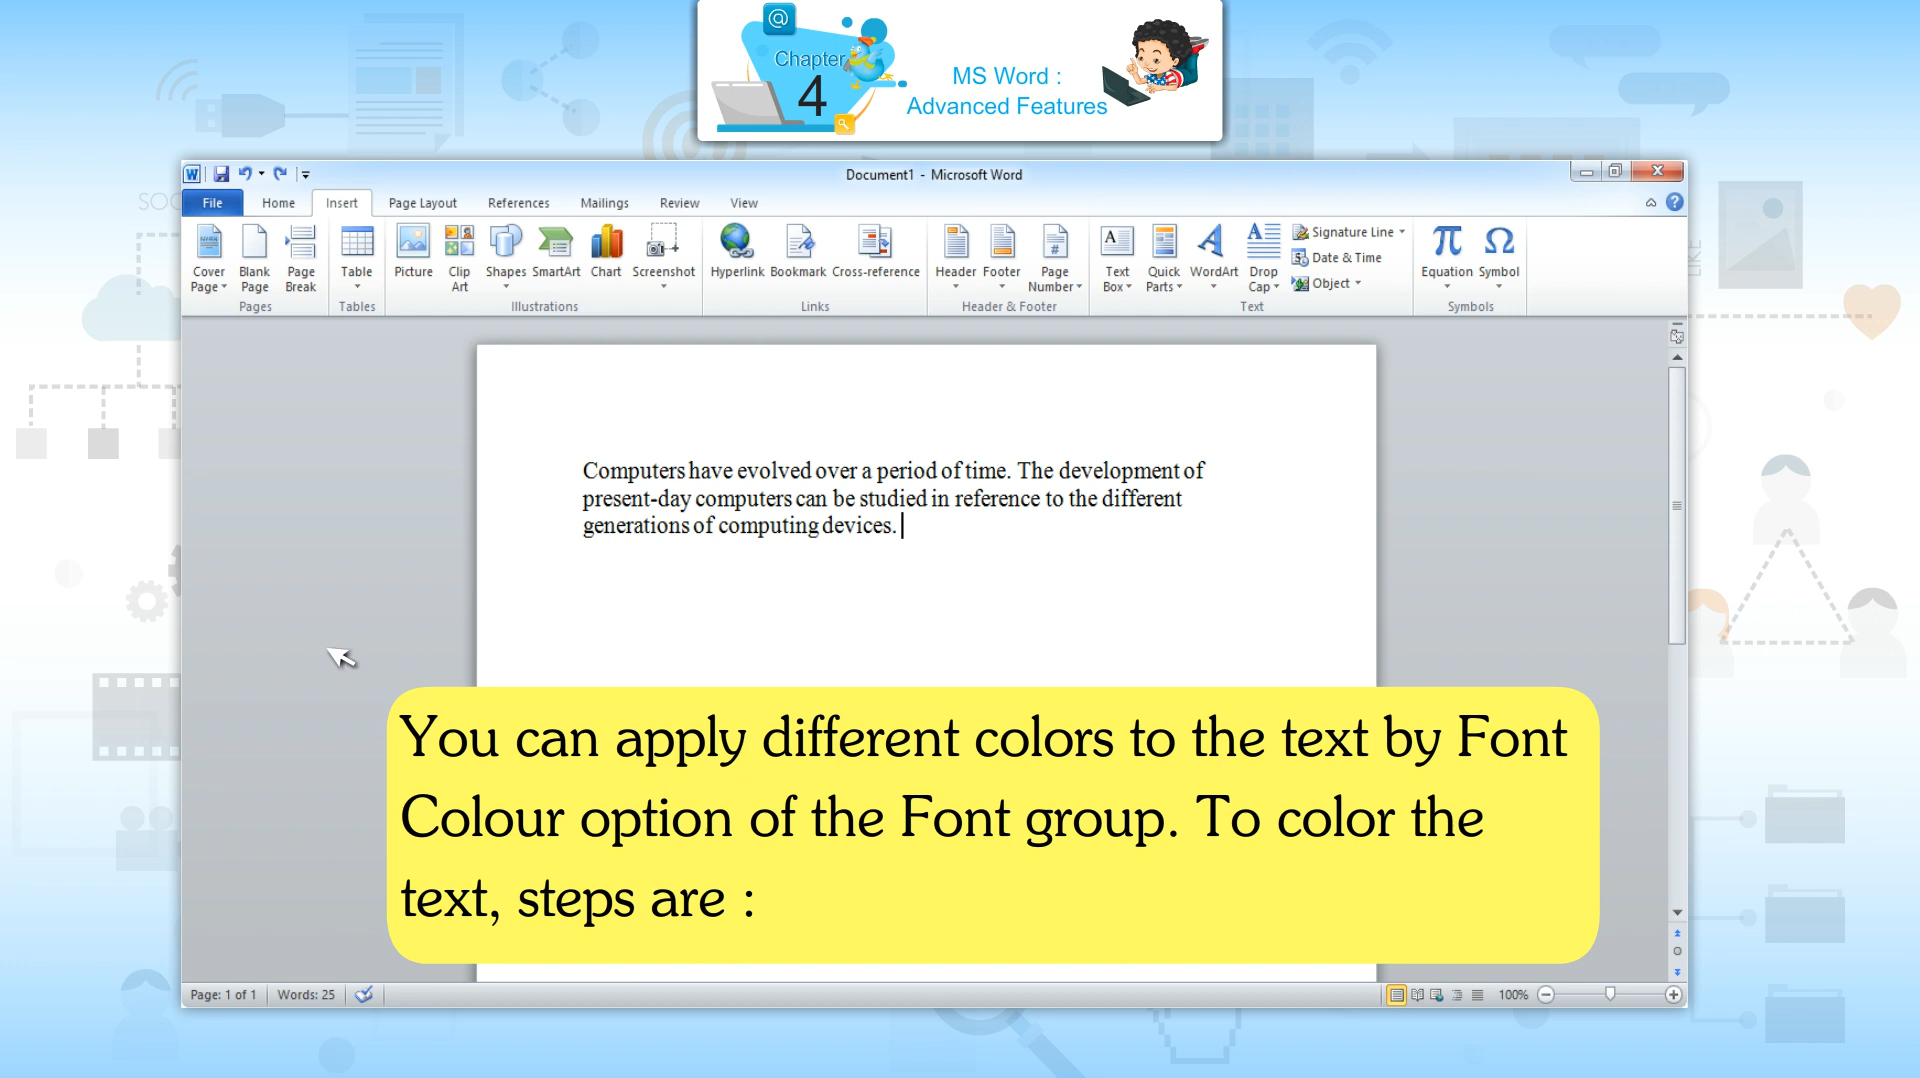 Chapter
4
MS Word :
Advanced Features
Document1 - Microsoft Word
File Home Insert Page Layout References Mailings Review View
Cover Page
Blank Page
Page Break
Pages
Table
Tables
Picture
Clip Art
Shapes
SmartArt
Chart
Screenshot
Illustrations
Hyperlink
Bookmark
Cross-reference
Links
Header
Footer
Page Number
Header & Footer
Text Box
Quick Parts
WordArt
Drop Cap
Signature Line
Date & Time
Object
Text
Equation
Symbol
Symbols
Computers have evolved over a period of time. The development of
present-day computers can be studied in reference to the different
generations of computing devices.
You can apply different colors to the text by Font
Colour option of the Font group. To color the
text, steps are :
Page: 1 of 1 Words: 25
100%